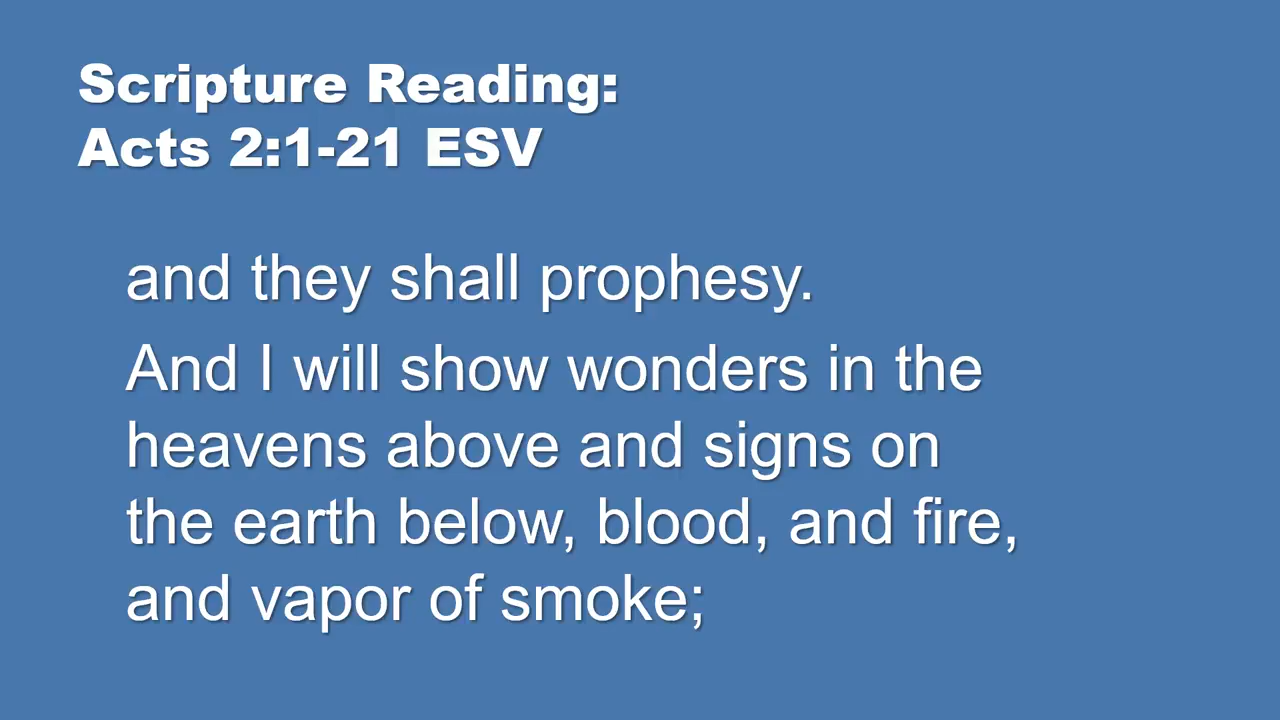 Scripture Reading:
Acts 2:1-21 ESV
and they shall prophesy.
And I will show wonders in the
heavens above and signs on
the earth below, blood, and fire,
and vapor of smoke;